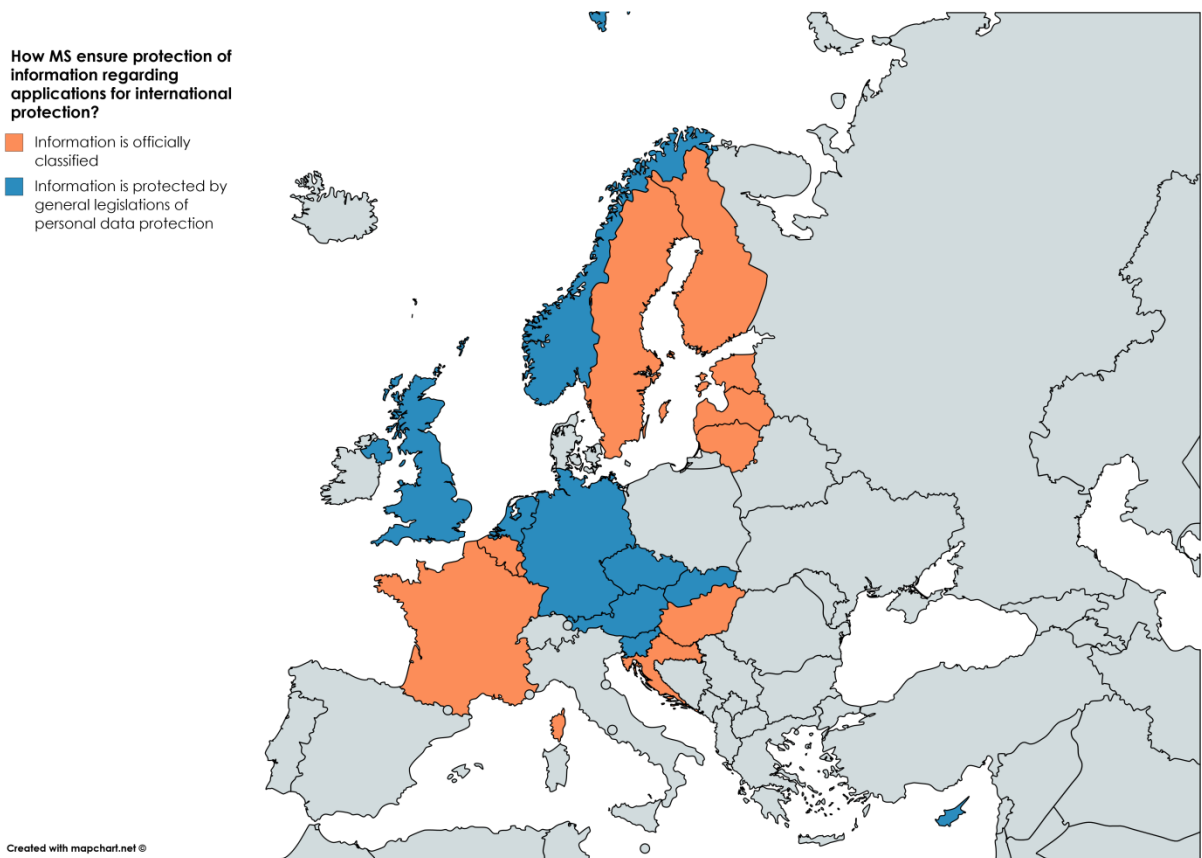 How MS ensure protection of
information regarding
applications for international
protection?
Information is officially
classified
Information is protected by
general legislations of
personal data protection
Created with mapchart.net ©